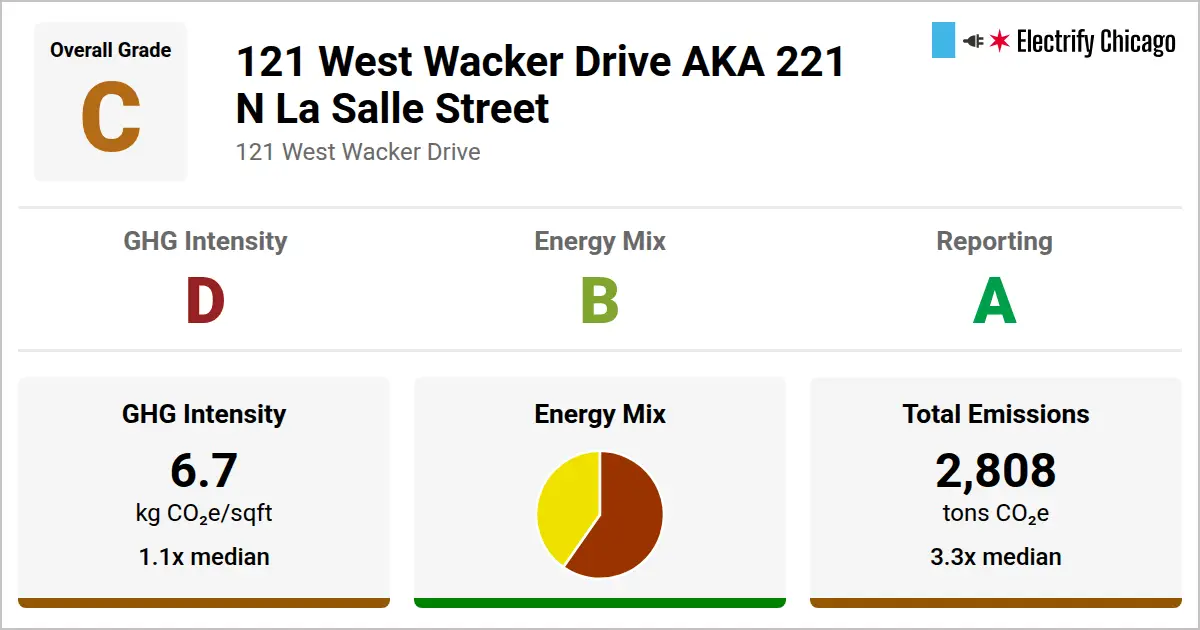 Overall Grade
C
121 West Wacker Drive AKA 221
N La Salle Street
121 West Wacker Drive
Electrify Chicago
GHG Intensity
D
Energy Mix
B
Reporting
A
GHG Intensity
6.7
kg CO₂e/sqft
1.1x median
Energy Mix
Total Emissions
2,808
tons CO₂e
3.3x median